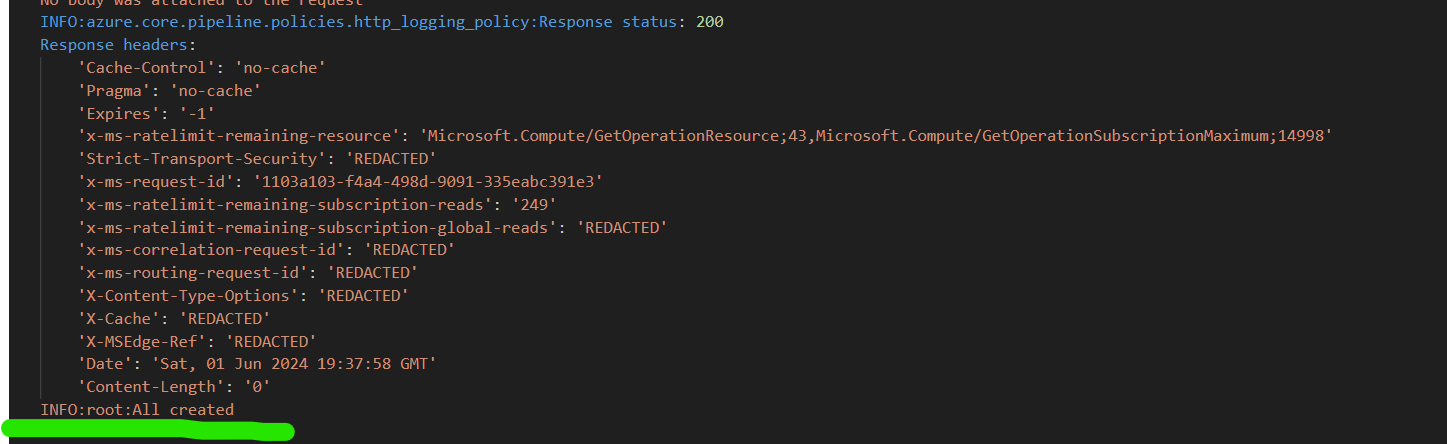 No body was attached to the request
INFO:azure.core.pipeline.policies.http_logging_policy:Response status: 200
Response headers:
'Cache-Control': 'no-cache'
'Pragma': 'no-cache'
'Expires': '-1'
'x-ms-ratelimit-remaining-resource': 'Microsoft.Compute/GetOperationResource;43,Microsoft.Compute/GetOperationSubscriptionMaximum;14998'
'Strict-Transport-Security': 'REDACTED'
'x-ms-request-id': '1103a103-f4a4-498d-9091-335eabc391e3'
'x-ms-ratelimit-remaining-subscription-reads': '249'
'x-ms-ratelimit-remaining-subscription-global-reads': 'REDACTED'
'x-ms-correlation-request-id': 'REDACTED'
'x-ms-routing-request-id': 'REDACTED'
'X-Content-Type-Options': 'REDACTED'
'X-Cache': 'REDACTED'
'X-MSEdge-Ref': 'REDACTED'
'Date': 'Sat, 01 Jun 2024 19:37:58 GMT'
'Content-Length': '0'
INFO:root:All created